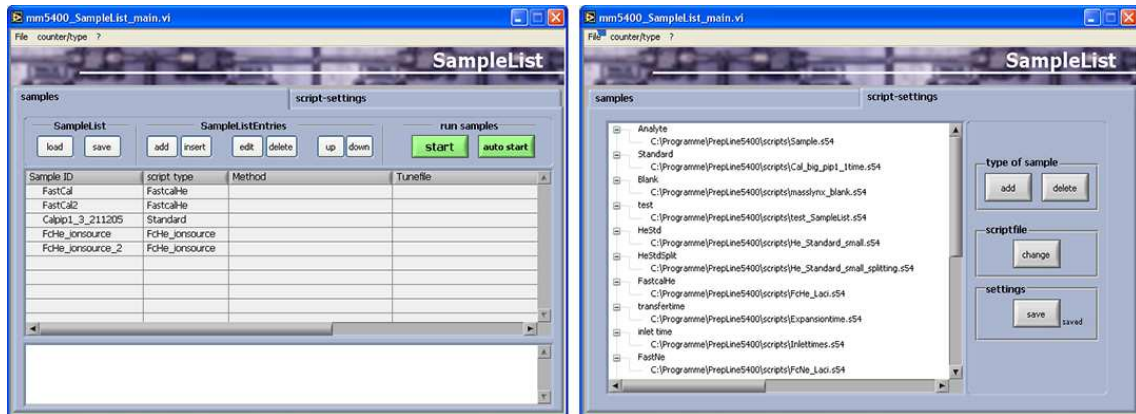 mm5400_SampleList_main.vi
File counter/type ?
SampleList
samples script-settings
SampleList SampleListEntries run samples
load save add insert edit delete up down start auto start
Sample ID script type Method Tunefile
FastCal FastcalHe
FastCal2 FastcalHe
Calpip1_3_211205 Standard
FcHe_ionsource FcHe_ionsource
FcHe_ionsource_2 FcHe_ionsource
mm5400_SampleList_main.vi
File counter/type ?
SampleList
samples script-settings
Analyte
C:\Programme\PrepLine5400\scripts\Sample.s54
Standard
C:\Programme\PrepLine5400\scripts\Cal_big_pip1_1time.s54
Blank
C:\Programme\PrepLine5400\scripts\masslynx_blank.s54
test
C:\Programme\PrepLine5400\scripts\test_SampleList.s54
HeStd
C:\Programme\PrepLine5400\scripts\He_Standard_small.s54
HeStdSplit
C:\Programme\PrepLine5400\scripts\He_Standard_small_splitting.s54
FastcalHe
C:\Programme\PrepLine5400\scripts\FcHe_Laci.s54
transfertime
C:\Programme\PrepLine5400\scripts\Expansiontime.s54
inlet time
C:\Programme\PrepLine5400\scripts\Inlettimes.s54
FastNe
C:\Programme\PrepLine5400\scripts\FcNe_Laci.s54
type of sample
add delete
scriptfile
change
settings
save saved